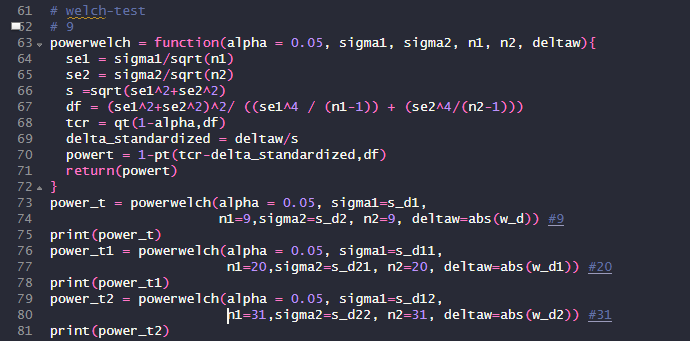 61 # welch-test
62 # 9
63 powerwelch = function(alpha = 0.05, sigma1, sigma2, n1, n2, deltaw){
64 se1 = sigma1/sqrt(n1)
65 se2 = sigma2/sqrt(n2)
66 s =sqrt(se1^2+se2^2)
67 df = (se1^2+se2^2)^2/ ((se1^4 / (n1-1)) + (se2^4/(n2-1)))
68 tcr = qt(1-alpha,df)
69 delta_standardized = deltaw/s
70 powert = 1-pt(tcr-delta_standardized,df)
71 return(powert)
72 }
73 power_t = powerwelch(alpha = 0.05, sigma1=s_d1,
74 n1=9,sigma2=s_d2, n2=9, deltaw=abs(w_d)) #9
75 print(power_t)
76 power_t1 = powerwelch(alpha = 0.05, sigma1=s_d11,
77 n1=20,sigma2=s_d21, n2=20, deltaw=abs(w_d1)) #20
78 print(power_t1)
79 power_t2 = powerwelch(alpha = 0.05, sigma1=s_d12,
80 n1=31,sigma2=s_d22, n2=31, deltaw=abs(w_d2)) #31
81 print(power_t2)